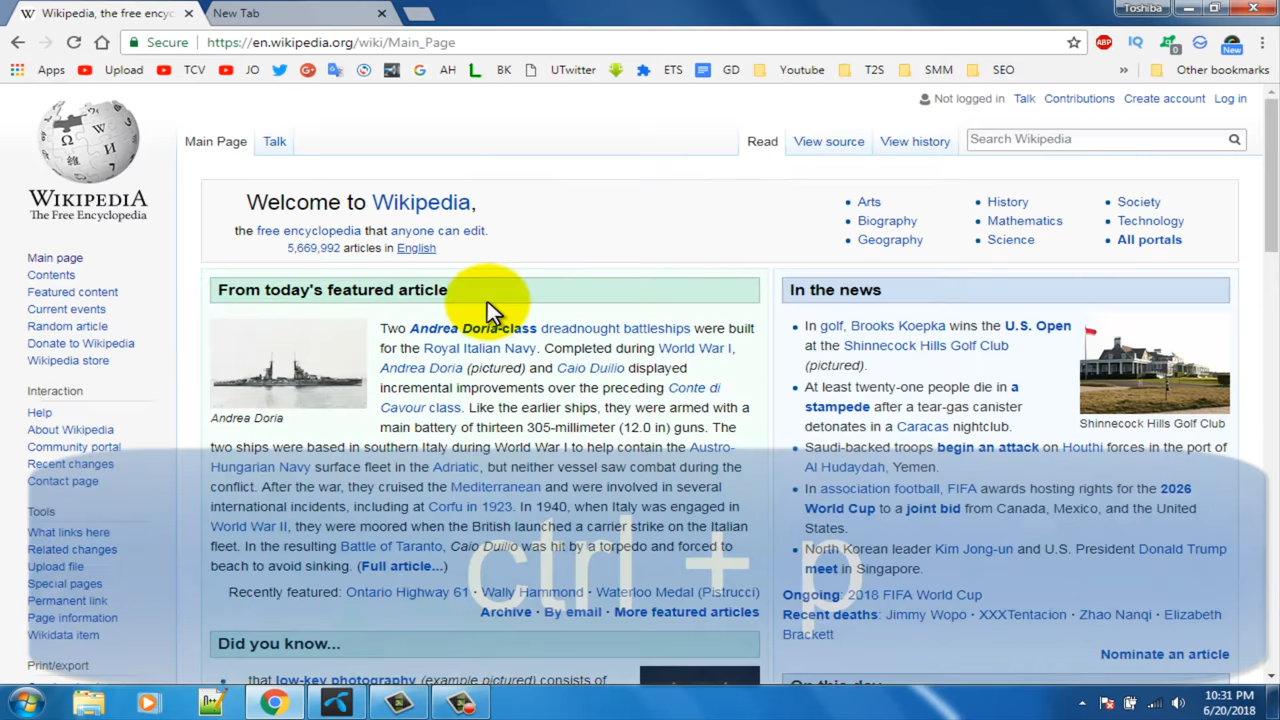 Wikipedia, the free ency
New Tab
Toshiba
Secure
https://en.wikipedia.org/wiki/Main_Page
ABP
IQ
0
New
Apps
Upload
TCV
JO
AH
BK
UTwitter
ETS
GD
Youtube
T2S
SMM
SEO
»
Other bookmarks
Not logged in Talk Contributions Create account Log in
WIKIPEDIA
The Free Encyclopedia
Main Page
Talk
Read
View source
View history
Search Wikipedia
Main page
Contents
Featured content
Current events
Random article
Donate to Wikipedia
Wikipedia store
Interaction
Help
About Wikipedia
Community portal
Recent changes
Contact page
Tools
What links here
Related changes
Upload file
Special pages
Permanent link
Page information
Wikidata item
Print/export
Welcome to Wikipedia,
the free encyclopedia that anyone can edit.
5,669,992 articles in English
• Arts
• Biography
• Geography
• History
• Mathematics
• Science
• Society
• Technology
• All portals
From today's featured article
Andrea Doria
Two Andrea Doria-class dreadnought battleships were built
for the Royal Italian Navy. Completed during World War I,
Andrea Doria (pictured) and Caio Duilio displayed
incremental improvements over the preceding Conte di
Cavour class. Like the earlier ships, they were armed with a
main battery of thirteen 305-millimeter (12.0 in) guns. The
two ships were based in southern Italy during World War I to help contain the Austro-
Hungarian Navy surface fleet in the Adriatic, but neither vessel saw combat during the
conflict. After the war, they cruised the Mediterranean and were involved in several
international incidents, including at Corfu in 1923. In 1940, when Italy was engaged in
World War II, they were moored when the British launched a carrier strike on the Italian
fleet. In the resulting Battle of Taranto, Caio Duilio was hit by a torpedo and forced to
beach to avoid sinking. (Full article...)
Recently featured: Ontario Highway 61 · Wally Hammond · Waterloo Medal (Pistrucci)
Archive · By email · More featured articles
Did you know...
that low-key photography (example pictured) consists of
In the news
• In golf, Brooks Koepka wins the U.S. Open
at the Shinnecock Hills Golf Club
(pictured).
• At least twenty-one people die in a
stampede after a tear-gas canister
detonates in a Caracas nightclub.
Shinnecock Hills Golf Club
• Saudi-backed troops begin an attack on Houthi forces in the port of
Al Hudaydah, Yemen.
• In association football, FIFA awards hosting rights for the 2026
World Cup to a joint bid from Canada, Mexico, and the United
States.
• North Korean leader Kim Jong-un and U.S. President Donald Trump
meet in Singapore.
Ongoing: 2018 FIFA World Cup
Recent deaths: Jimmy Wopo · XXXTentacion · Zhao Nanqi · Elizabeth
Brackett
Nominate an article
ctrl + p
10:31 PM
6/20/2018